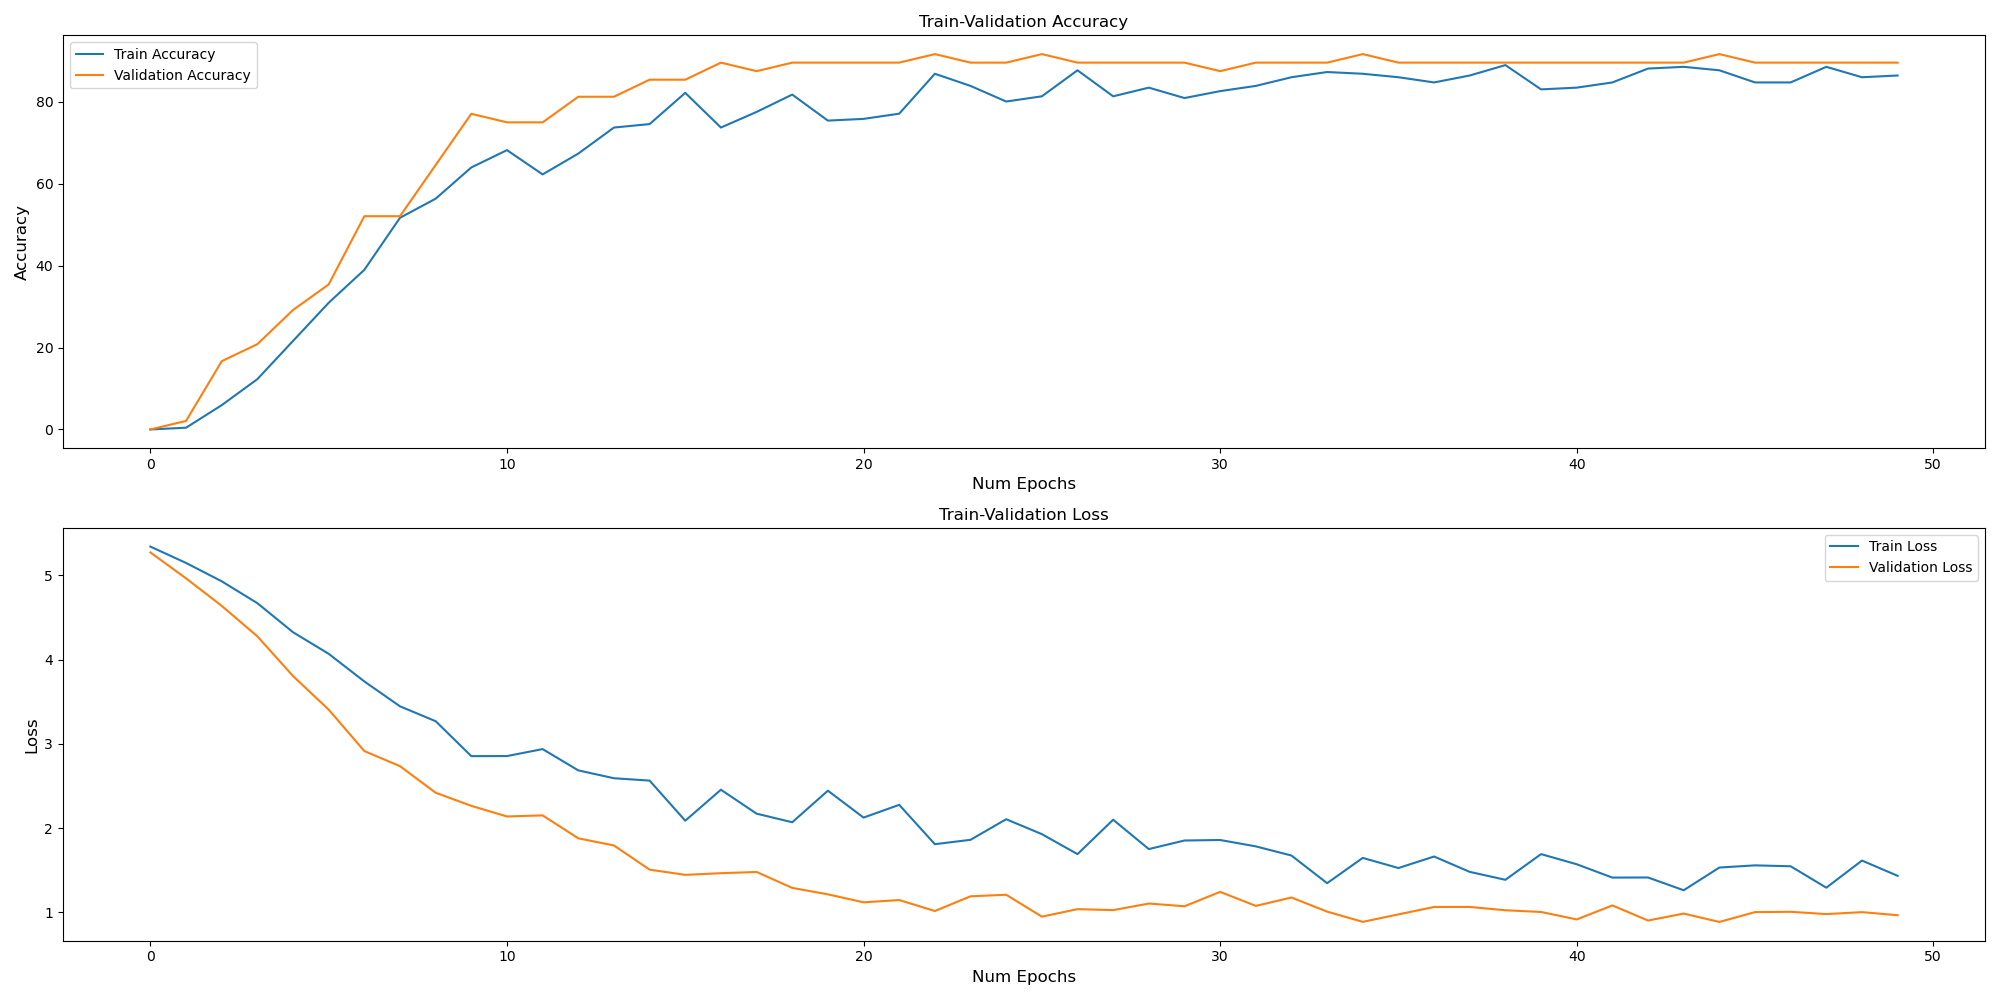 Train-Validation Accuracy
Train Accuracy
Validation Accuracy
Accuracy
80
60
40
20
0
0 10 20 30 40 50
Num Epochs
Train-Validation Loss
Train Loss
Validation Loss
Loss
5
4
3
2
1
0 10 20 30 40 50
Num Epochs